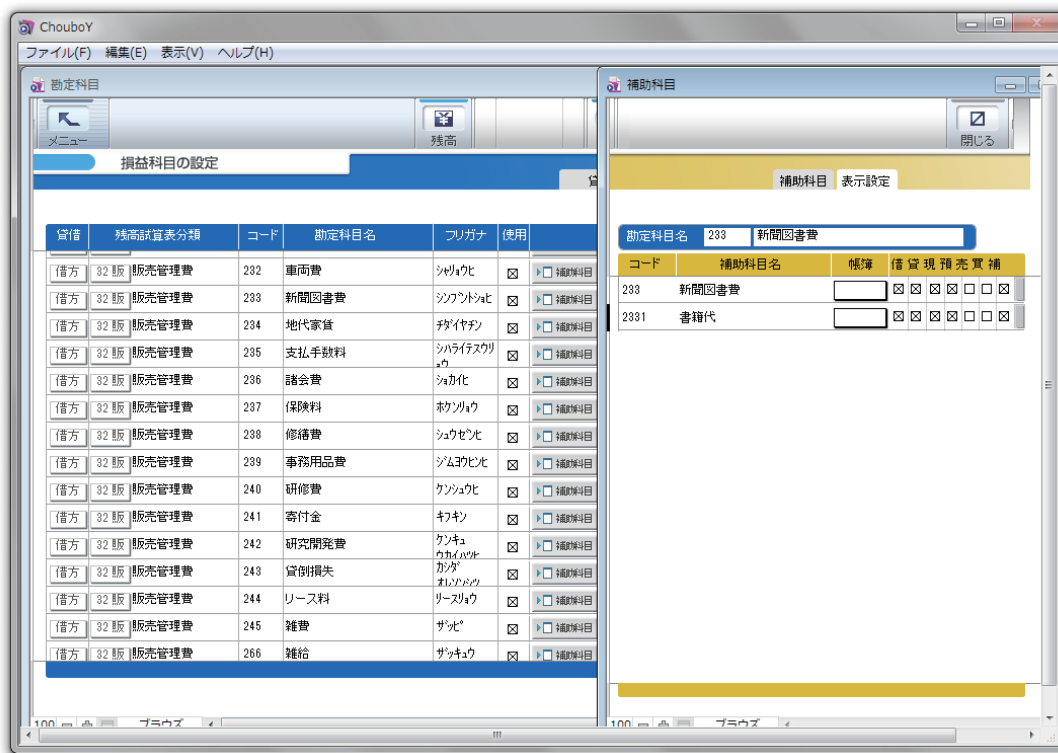 ChouboY
ファイル(F) 編集(E) 表示(V) ヘルプ(H)
勘定科目
メニュー
残高
損益科目の設定
貸借 残高試算表分類 コード 勘定科目名 フリガナ 使用
借方 32 販 販売管理費 232 車両費 シャリョウヒ 補助科目
借方 32 販 販売管理費 233 新聞図書費 シンブントショヒ 補助科目
借方 32 販 販売管理費 234 地代家賃 チダイヤチン 補助科目
借方 32 販 販売管理費 235 支払手数料 シハライテスウリョウ 補助科目
借方 32 販 販売管理費 236 諸会費 ショカイヒ 補助科目
借方 32 販 販売管理費 237 保険料 ホケンリョウ 補助科目
借方 32 販 販売管理費 238 修繕費 シュウゼンヒ 補助科目
借方 32 販 販売管理費 239 事務用品費 ジムヨウヒンヒ 補助科目
借方 32 販 販売管理費 240 研修費 ケンシュウヒ 補助科目
借方 32 販 販売管理費 241 寄付金 キフキン 補助科目
借方 32 販 販売管理費 242 研究開発費 ケンキュウカイハツヒ 補助科目
借方 32 販 販売管理費 243 貸倒損失 カシダオレソンシツ 補助科目
借方 32 販 販売管理費 244 リース料 リースリョウ 補助科目
借方 32 販 販売管理費 245 雑費 ザッピ 補助科目
借方 32 販 販売管理費 266 雑給 ザッキュウ 補助科目
100 ブラウズ
補助科目
閉じる
補助科目 表示設定
勘定科目名 233 新聞図書費
コード 補助科目名 帳簿 借 貸 現 預 売 買 補
233 新聞図書費
2331 書籍代
100 ブラウズ